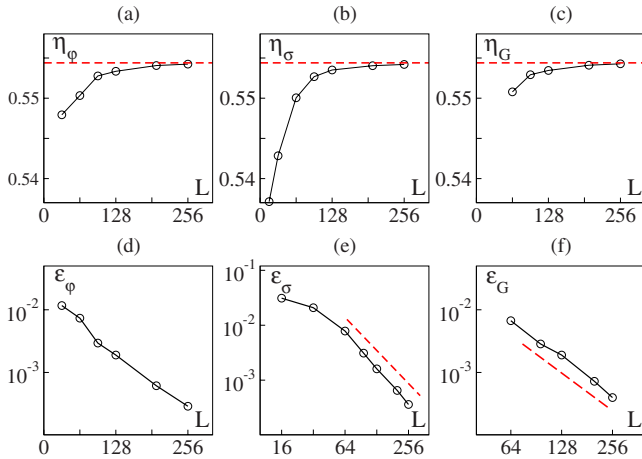 (a) (b) (c)
η_φ η_σ η_G
0.55 0.55 0.55
0.54 0.54 0.54
L L L
0 128 256 0 128 256 0 128 256
(d) (e) (f)
ε_φ ε_σ ε_G
10^-1
10^-2 10^-2 10^-2
10^-3 10^-3 10^-3
L L L
0 128 256 16 64 256 64 128 256